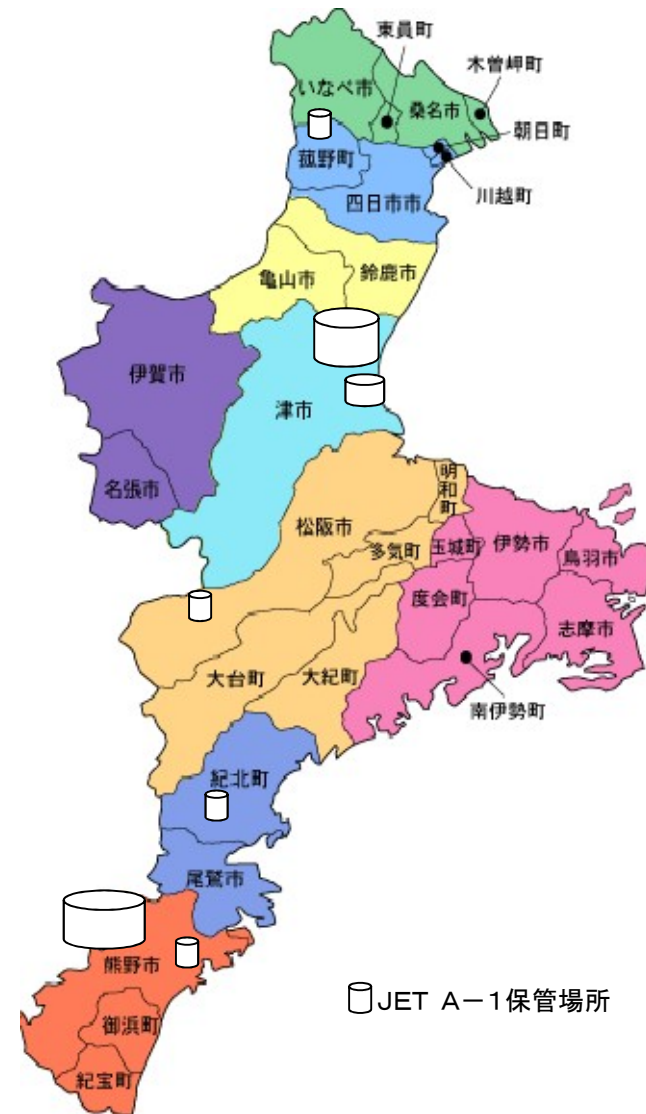 東員町
木曽岬町
いなべ市
桑名市
朝日町
菰野町
川越町
四日市市
亀山市
鈴鹿市
伊賀市
津市
名張市
明和町
松阪市
多気町
玉城町
伊勢市
鳥羽市
度会町
志摩市
大台町
大紀町
南伊勢町
紀北町
尾鷲市
熊野市
JET A－1保管場所
御浜町
紀宝町